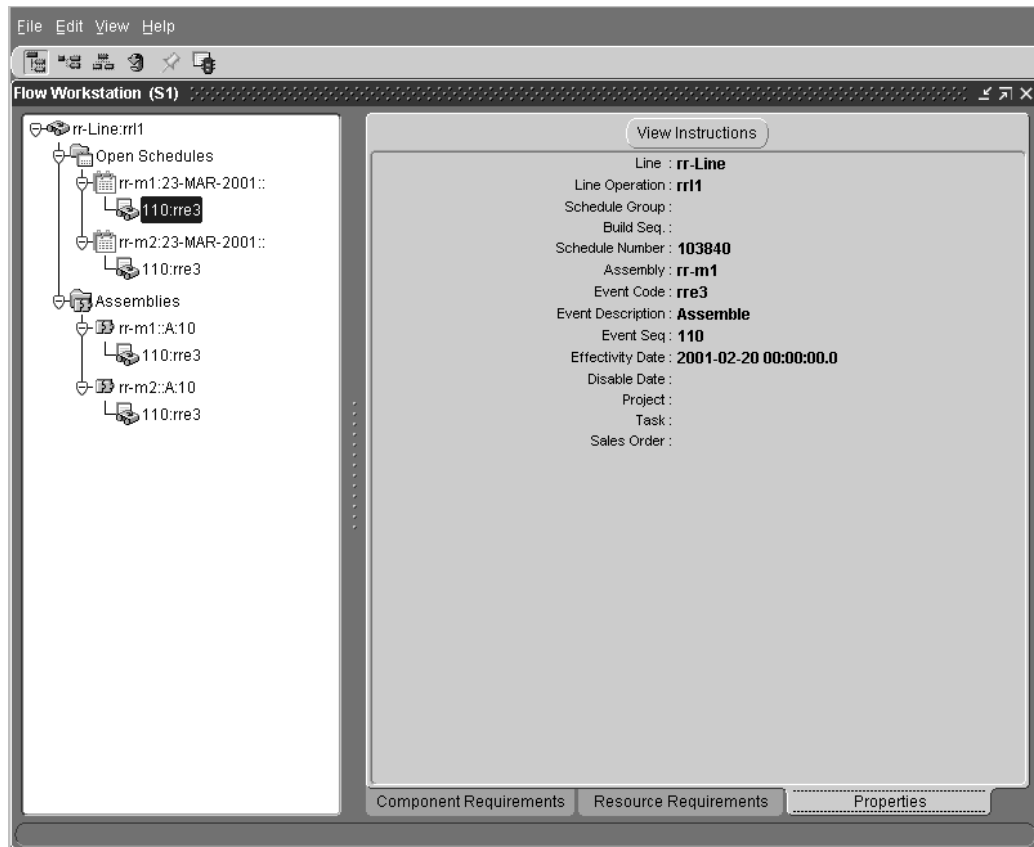 File Edit View Help
Flow Workstation (S1)
rr-Line:rrl1
Open Schedules
rr-m1:23-MAR-2001::
110:rre3
rr-m2:23-MAR-2001::
110:rre3
Assemblies
rr-m1::A:10
110:rre3
rr-m2::A:10
110:rre3
View Instructions
Line : rr-Line
Line Operation : rrl1
Schedule Group :
Build Seq. :
Schedule Number : 103840
Assembly : rr-m1
Event Code : rre3
Event Description : Assemble
Event Seq : 110
Effectivity Date : 2001-02-20 00:00:00.0
Disable Date :
Project :
Task :
Sales Order :
Component Requirements Resource Requirements Properties